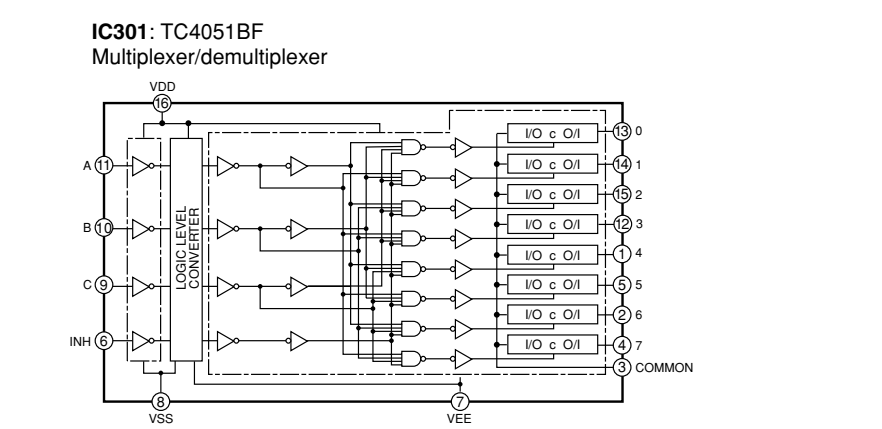 IC301: TC4051BF
Multiplexer/demultiplexer
VDD
16
A 11
B 10
C 9
INH 6
LOGIC LEVEL
CONVERTER
I/O c O/I 13 0
I/O c O/I 14 1
I/O c O/I 15 2
I/O c O/I 12 3
I/O c O/I 1 4
I/O c O/I 5 5
I/O c O/I 2 6
I/O c O/I 4 7
3 COMMON
8
VSS
7
VEE